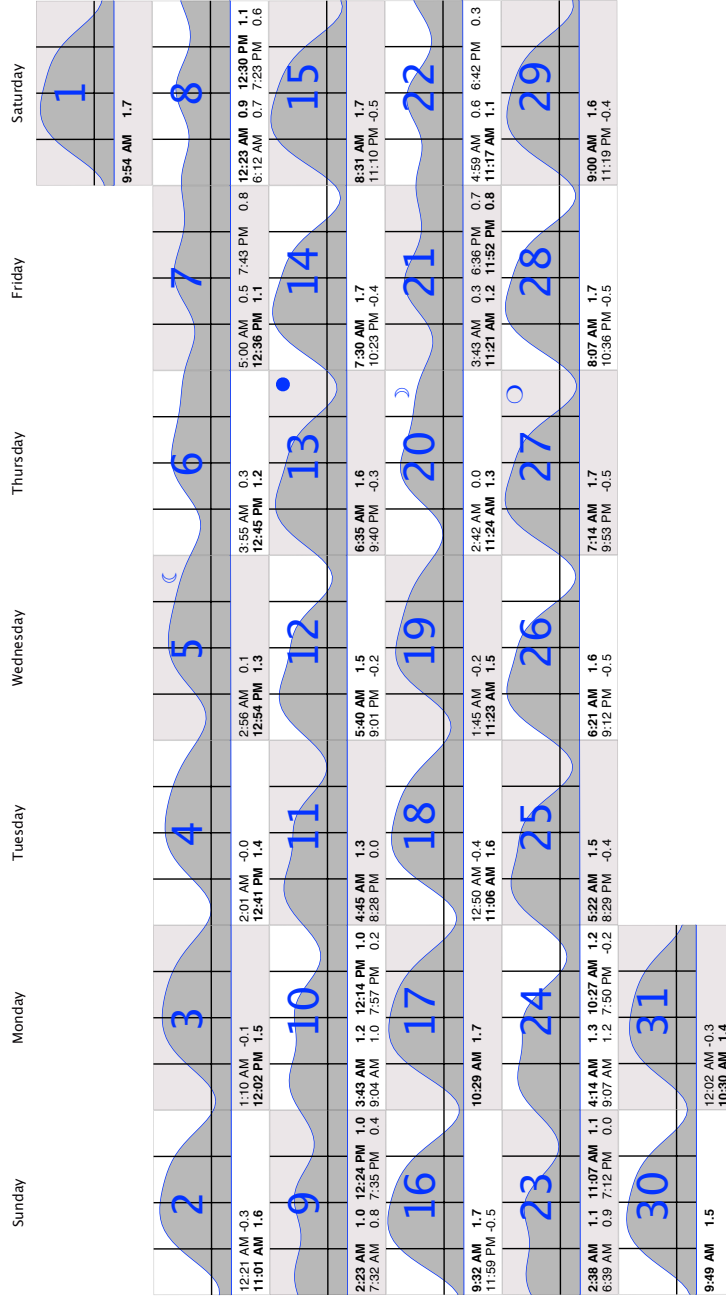 Sunday Monday Tuesday Wednesday Thursday Friday Saturday
1
9:54 AM 1.7
2
12:21 AM -0.3
11:01 AM 1.6
3
1:10 AM -0.1
12:02 PM 1.5
4
2:01 AM -0.0
12:41 PM 1.4
5
2:56 AM 0.1
12:54 PM 1.3
6
3:55 AM 0.3
12:45 PM 1.2
7
5:00 AM 0.5 7:43 PM 0.8
12:36 PM 1.1
8
12:23 AM 0.9 12:30 PM 1.1
6:12 AM 0.7 7:23 PM 0.6
9
2:23 AM 1.0 12:24 PM 1.0
7:32 AM 0.8 7:35 PM 0.4
10
3:43 AM 1.2 12:14 PM 1.0
9:04 AM 1.0 7:57 PM 0.2
11
4:45 AM 1.3
8:28 PM 0.0
12
5:40 AM 1.5
9:01 PM -0.2
13
6:35 AM 1.6
9:40 PM -0.3
14
7:30 AM 1.7
10:23 PM -0.4
15
8:31 AM 1.7
11:10 PM -0.5
16
9:32 AM 1.7
11:59 PM -0.5
17
10:29 AM 1.7
18
12:50 AM -0.4
11:06 AM 1.6
19
1:45 AM -0.2
11:23 AM 1.5
20
2:42 AM 0.0
11:24 AM 1.3
21
3:43 AM 0.3 6:36 PM 0.7
11:21 AM 1.2 11:52 PM 0.8
22
4:59 AM 0.6 6:42 PM 0.3
11:17 AM 1.1
23
2:38 AM 1.1 11:07 AM 1.1
6:39 AM 0.9 7:12 PM 0.0
24
4:14 AM 1.3 10:27 AM 1.2
9:07 AM 1.2 7:50 PM -0.2
25
5:22 AM 1.5
8:29 PM -0.4
26
6:21 AM 1.6
9:12 PM -0.5
27
7:14 AM 1.7
9:53 PM -0.5
28
8:07 AM 1.7
10:36 PM -0.5
29
9:00 AM 1.6
11:19 PM -0.4
30
9:49 AM 1.5
31
12:02 AM -0.3
10:30 AM 1.4